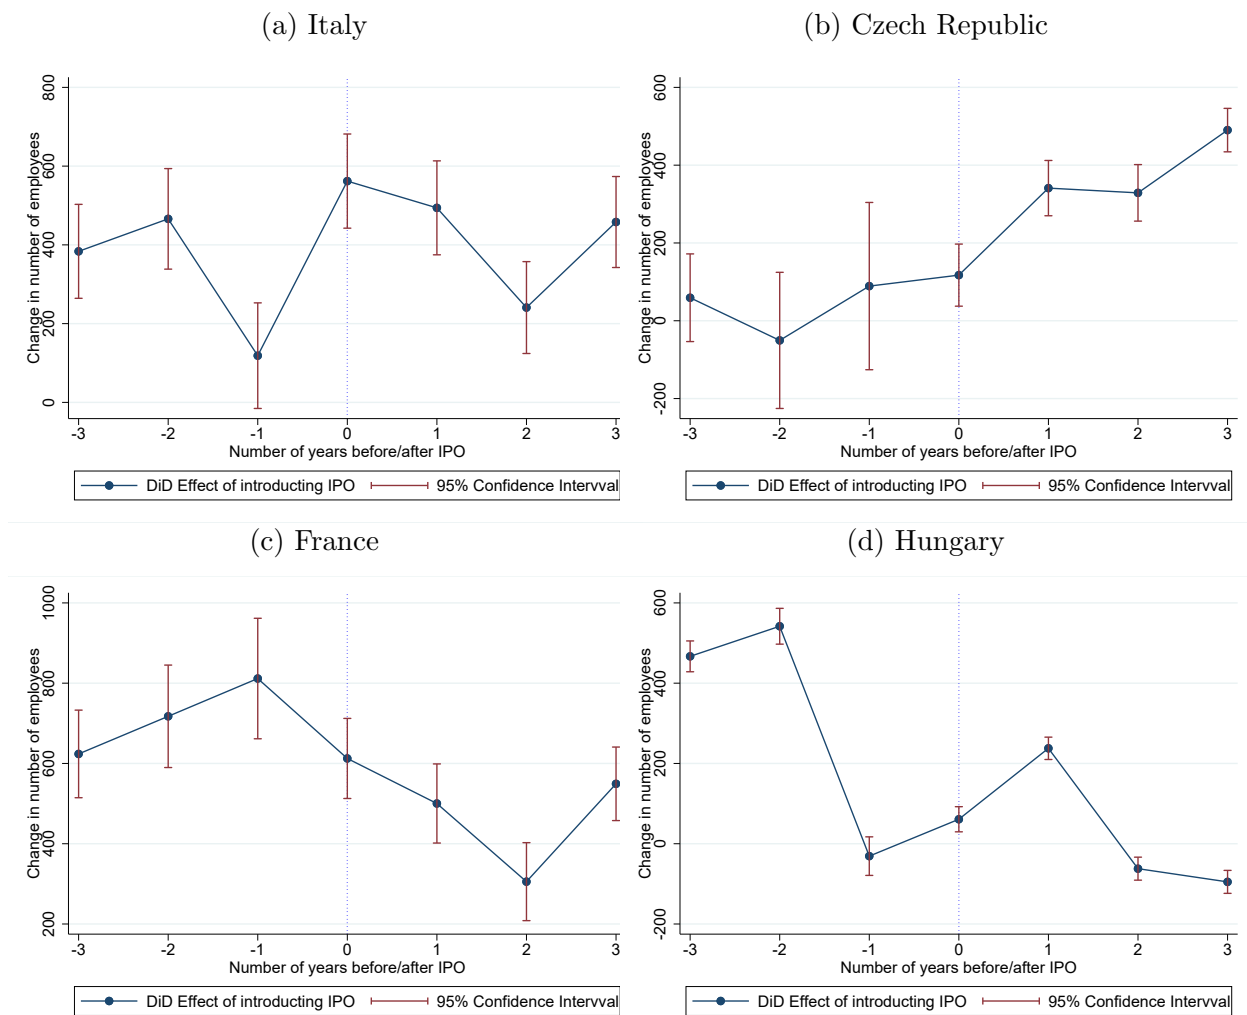 (a) Italy
Change in number of employees
800
600
400
200
0
-3 -2 -1 0 1 2 3
Number of years before/after IPO
DiD Effect of introducting IPO 95% Confidence Intervval
(b) Czech Republic
Change in number of employees
600
400
200
0
-200
-3 -2 -1 0 1 2 3
Number of years before/after IPO
DiD Effect of introducting IPO 95% Confidence Intervval
(c) France
Change in number of employees
1000
800
600
400
200
-3 -2 -1 0 1 2 3
Number of years before/after IPO
DiD Effect of introducting IPO 95% Confidence Intervval
(d) Hungary
Change in number of employees
600
400
200
0
-200
-3 -2 -1 0 1 2 3
Number of years before/after IPO
DiD Effect of introducting IPO 95% Confidence Intervval